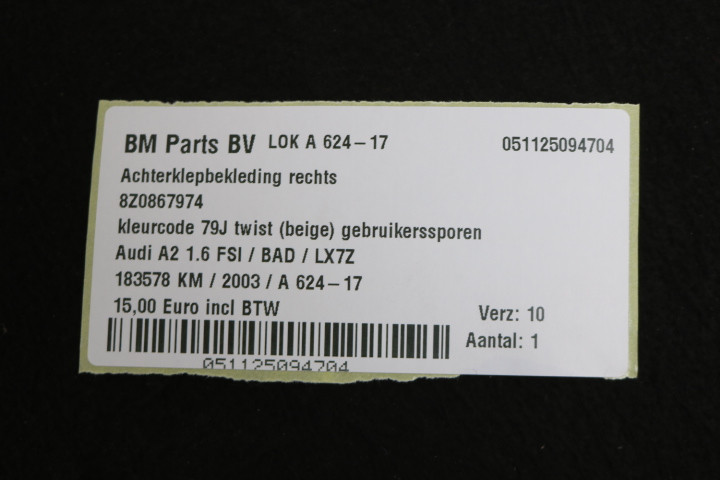 BM Parts BV LOK A 624-17 051125094704
Achterklepbekleding rechts
8Z0867974
kleurcode 79J twist (beige) gebruikerssporen
Audi A2 1.6 FSI / BAD / LX7Z
183578 KM / 2003 / A 624-17
15,00 Euro incl BTW
Verz: 10
Aantal: 1
051125094704